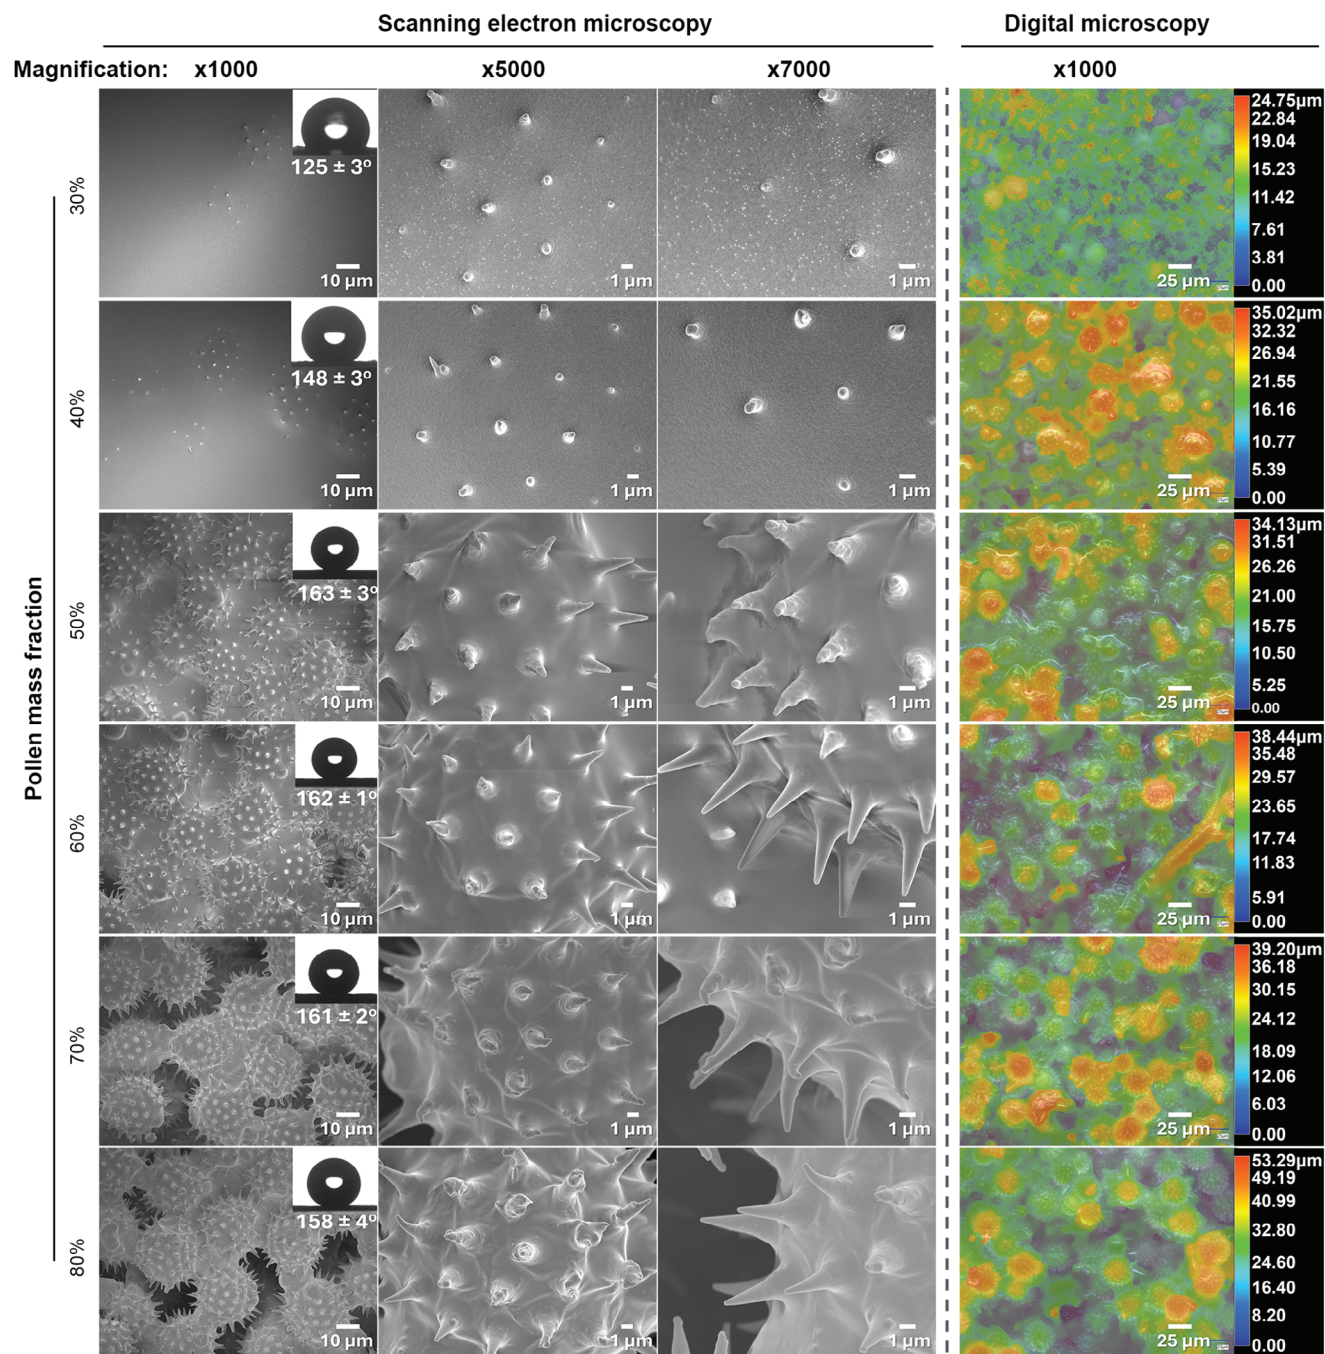 Scanning electron microscopy
Digital microscopy
Magnification:
x1000
x5000
x7000
x1000
Pollen mass fraction
30%
125 ± 3º
10 µm
1 µm
1 µm
25 µm
24.75µm
22.84
19.04
15.23
11.42
7.61
3.81
0.00
40%
148 ± 3º
10 µm
1 µm
1 µm
25 µm
35.02µm
32.32
26.94
21.55
16.16
10.77
5.39
0.00
50%
163 ± 3º
10 µm
1 µm
1 µm
25 µm
34.13µm
31.51
26.26
21.00
15.75
10.50
5.25
0.00
60%
162 ± 1º
10 µm
1 µm
1 µm
25 µm
38.44µm
35.48
29.57
23.65
17.74
11.83
5.91
0.00
70%
161 ± 2º
10 µm
1 µm
1 µm
25 µm
39.20µm
36.18
30.15
24.12
18.09
12.06
6.03
0.00
80%
158 ± 4º
10 µm
1 µm
1 µm
25 µm
53.29µm
49.19
40.99
32.80
24.60
16.40
8.20
0.00